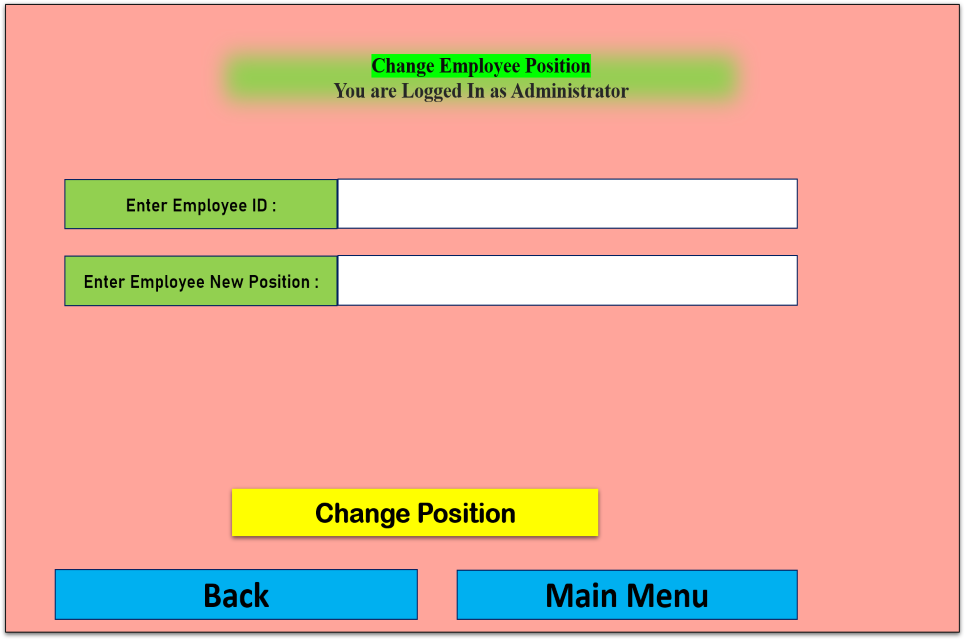 Change Employee Position
You are Logged In as Administrator
Enter Employee ID :
Enter Employee New Position :
Change Position
Back
Main Menu